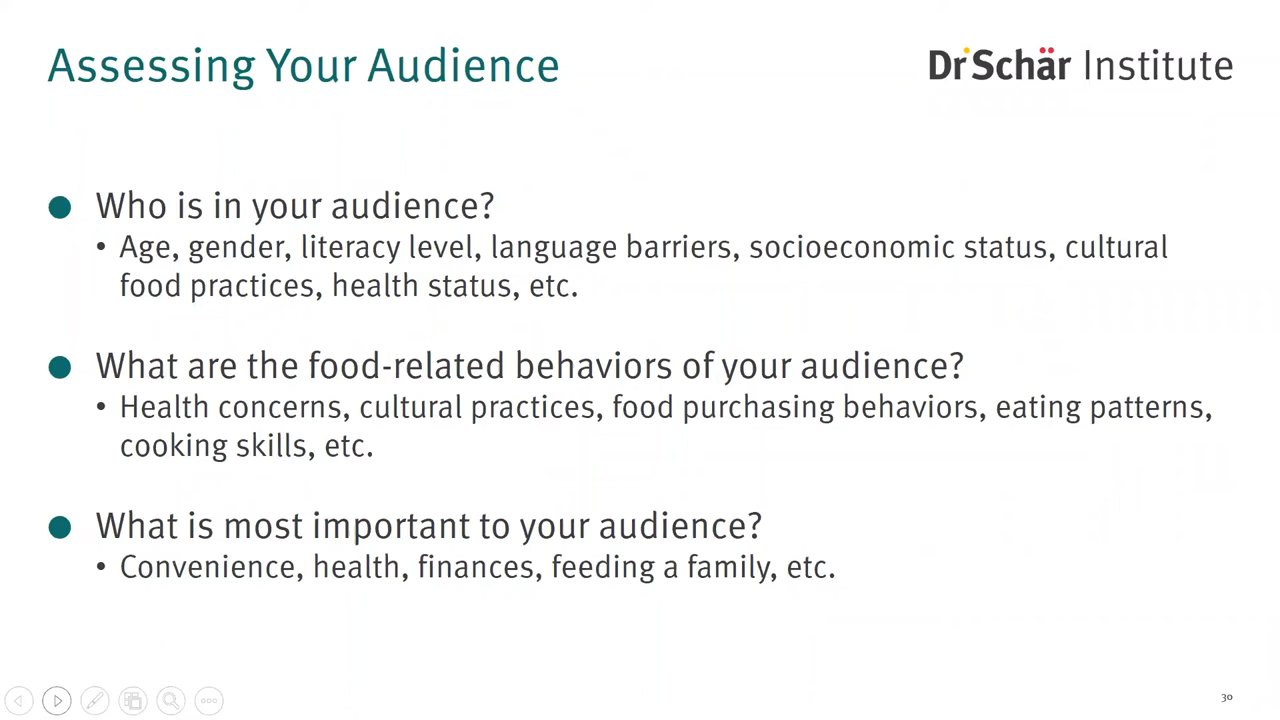 Assessing Your Audience
DrSchär Institute
Who is in your audience?
• Age, gender, literacy level, language barriers, socioeconomic status, cultural
food practices, health status, etc.
What are the food-related behaviors of your audience?
• Health concerns, cultural practices, food purchasing behaviors, eating patterns,
cooking skills, etc.
What is most important to your audience?
• Convenience, health, finances, feeding a family, etc.
30